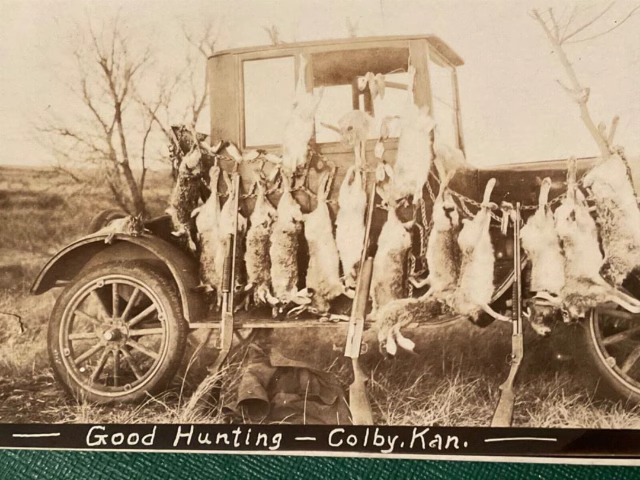 — Good Hunting — Colby, Kan. —